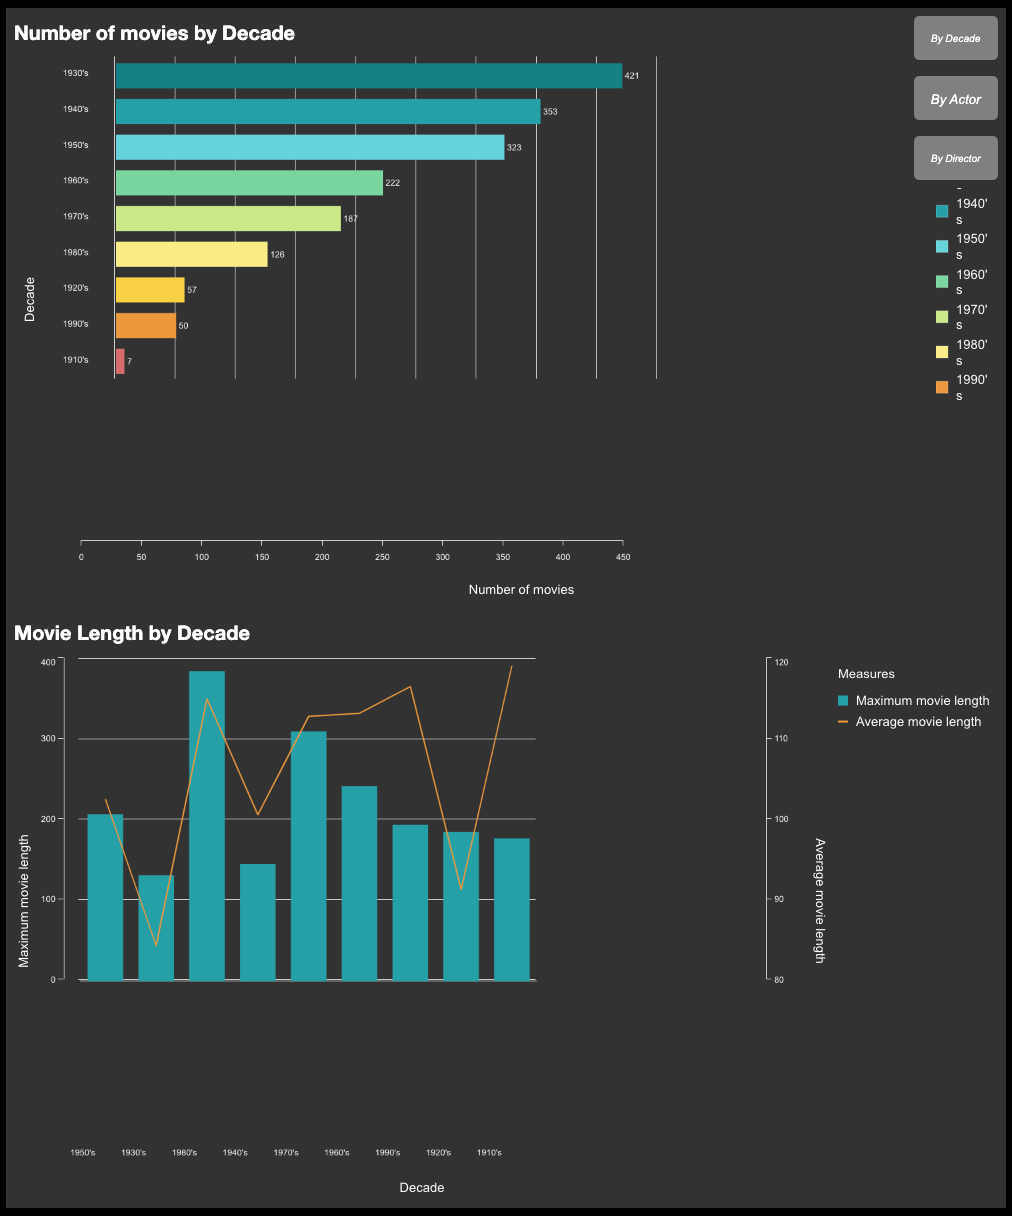 Number of movies by Decade
By Decade
By Actor
By Director
1930's
421
1940's
353
1950's
323
1960's
222
1970's
187
1980's
126
1920's
57
1990's
50
1910's
7
Decade
1940'
s
1950'
s
1960'
s
1970'
s
1980'
s
1990'
s
0 50 100 150 200 250 300 350 400 450
Number of movies
Movie Length by Decade
400
300
200
100
0
Maximum movie length
120
110
100
90
80
Average movie length
Measures
Maximum movie length
Average movie length
1950's 1930's 1980's 1940's 1970's 1960's 1990's 1920's 1910's
Decade